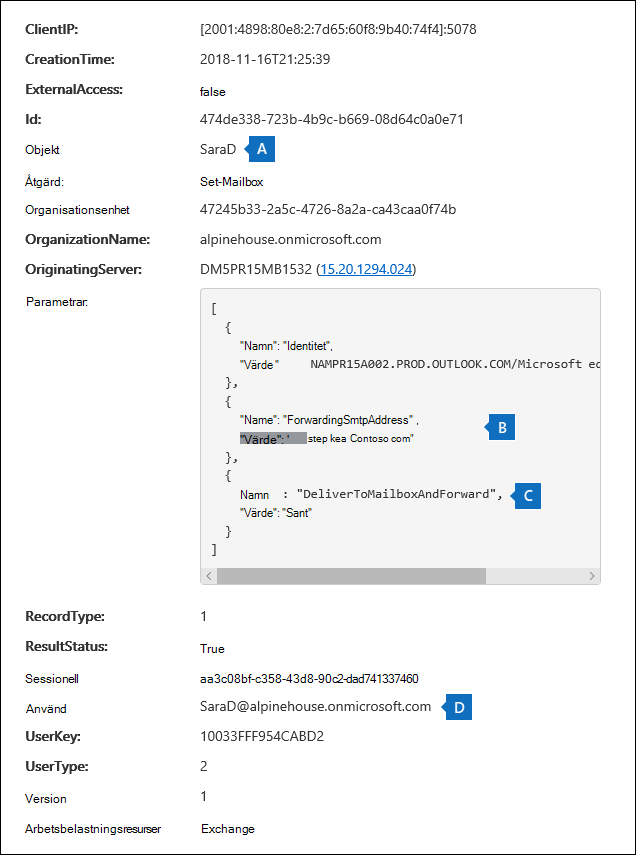 ClientIP: [2001:4898:80e8:2:7d65:60f8:9b40:74f4]:5078
CreationTime: 2018-11-16T21:25:39
ExternalAccess: false
Id: 474de338-723b-4b9c-b669-08d64c0a0e71
Objekt SaraD A
Åtgärd: Set-Mailbox
Organisationsenhet 47245b33-2a5c-4726-8a2a-ca43caa0f74b
OrganizationName: alpinehouse.onmicrosoft.com
OriginatingServer: DM5PR15MB1532 (15.20.1294.024)
Parametrar:
[
{
"Namn": "Identitet",
"Värde" NAMPR15A002.PROD.OUTLOOK.COM/Microsoft
},
{
"Name": "ForwardingSmtpAddress" , B
"Värde": ' step kea Contoso com"
},
{
Namn : "DeliverToMailboxAndForward", C
"Värde": "Sant"
}
]
RecordType: 1
ResultStatus: True
Sessionell aa3c08bf-c358-43d8-90c2-dad741337460
Använd SaraD@alpinehouse.onmicrosoft.com D
UserKey: 10033FFF954CABD2
UserType: 2
Version 1
Arbetsbelastningsresurser Exchange